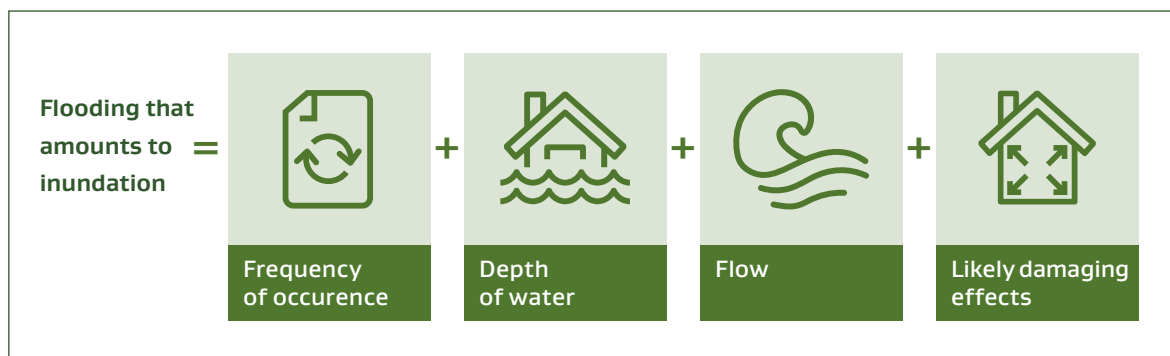 Flooding that
amounts to
inundation
=
+
+
+
Frequency
of occurence
Depth
of water
Flow
Likely damaging
effects